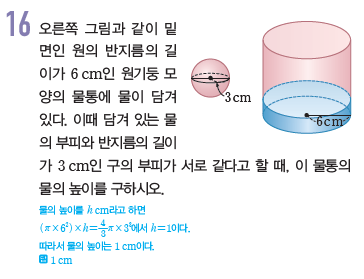 16 오른쪽 그림과 같이 밑
면인 원의 반지름의 길
이가 6 cm인 원기둥 모
양의 물통에 물이 담겨
있다. 이때 담겨 있는 물
의 부피와 반지름의 길이
가 3 cm인 구의 부피가 서로 같다고 할 때, 이 물통의
물의 높이를 구하시오.
3 cm
6 cm
물의 높이를 h cm라고 하면
(π×6²)×h=4/3π×3³에서 h=1이다.
따라서 물의 높이는 1 cm이다.
답 1 cm